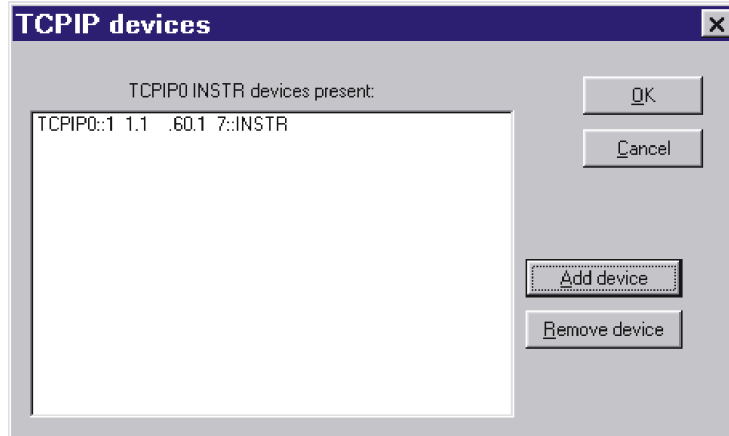 TCPIP devices
TCPIP0 INSTR devices present:
TCPIP0::1 1.1 .60.1 7::INSTR
OK
Cancel
Add device
Remove device